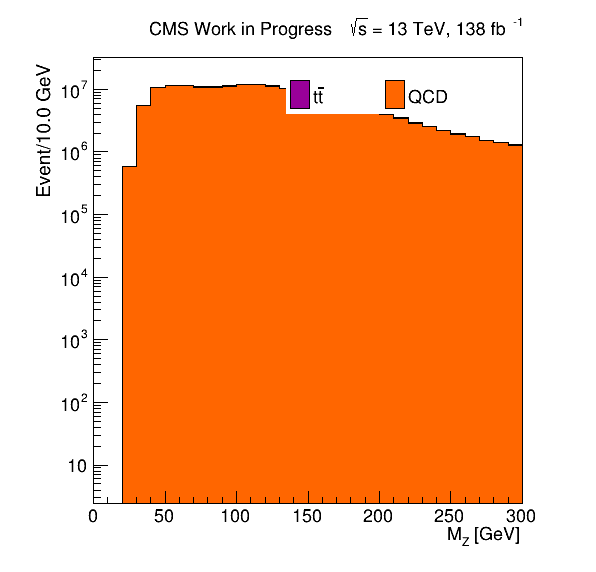 CMS Work in Progress √s = 13 TeV, 138 fb⁻¹
Event/10.0 GeV
tt̄ QCD
10⁷
10⁶
10⁵
10⁴
10³
10²
10
0 50 100 150 200 250 300
M_Z [GeV]